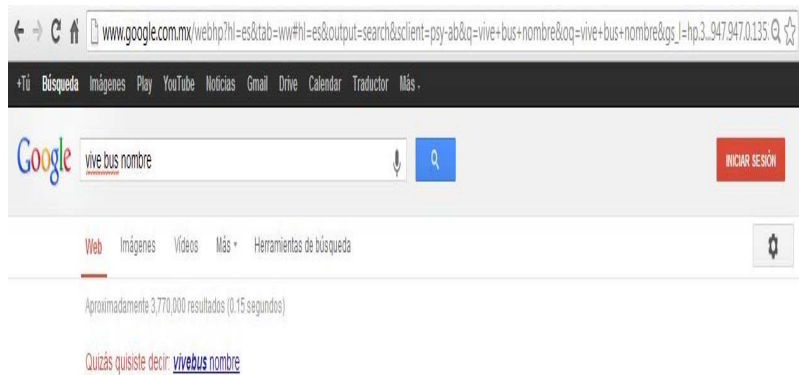 www.google.com.mx/webhp?hl=es&tab=ww#hl=es&output=search&sclient=psy-ab&q=vive+bus+nombre&oq=vive+bus+nombre&gs_l=hp.3...947.947.0.135
+Tú Búsqueda Imágenes Play YouTube Noticias Gmail Drive Calendar Traductor Más
Google vive bus nombre INICIAR SESIÓN
Web Imágenes Vídeos Más Herramientas de búsqueda
Aproximadamente 3,770,000 resultados (0.15 segundos)
Quizás quisiste decir: vivebus nombre